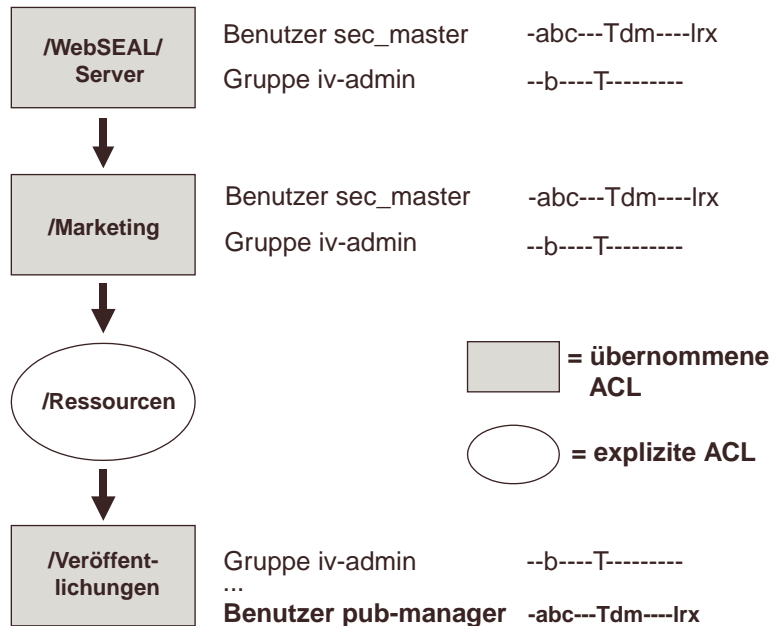 /WebSEAL/
Server
Benutzer sec_master -abc---Tdm----lrx
Gruppe iv-admin --b----T---------
/Marketing
Benutzer sec_master -abc---Tdm----lrx
Gruppe iv-admin --b----T---------
/Ressourcen
= übernommene
ACL
= explizite ACL
/Veröffent-
lichungen
Gruppe iv-admin --b----T---------
...
Benutzer pub-manager -abc---Tdm----lrx